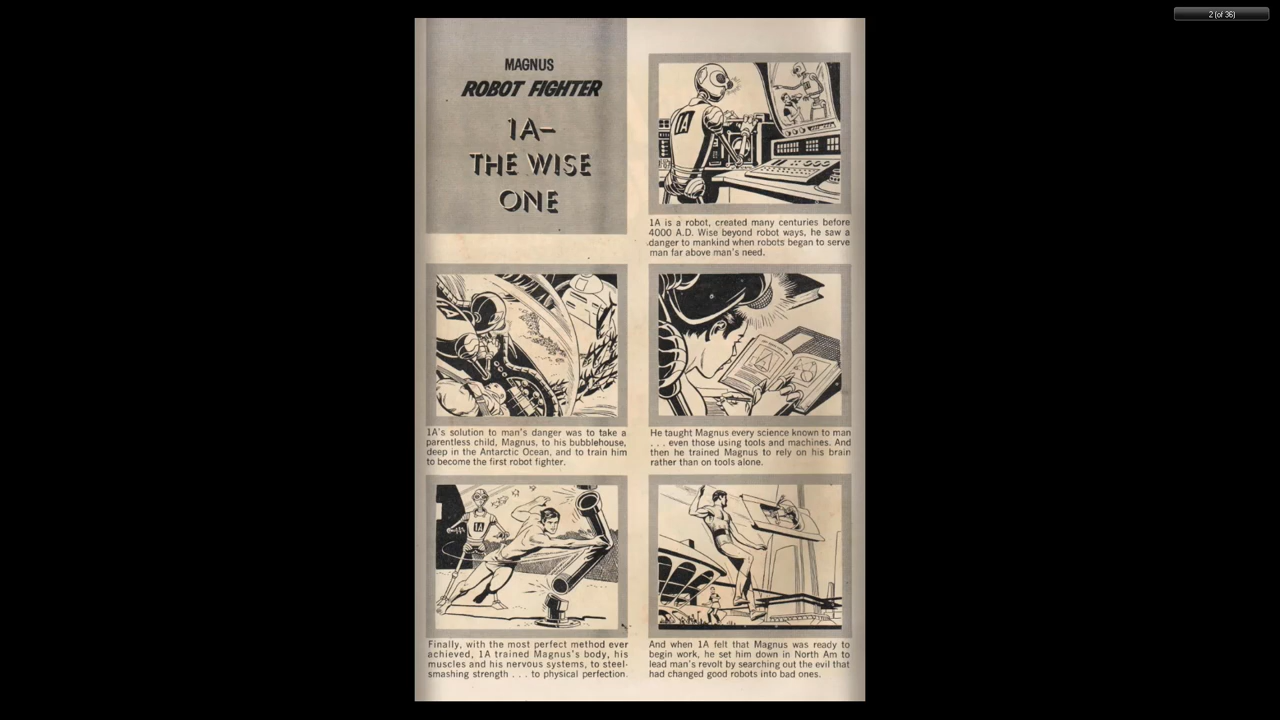 2 (of 36)
MAGNUS
ROBOT FIGHTER
1A–
THE WISE
ONE
1A
1A is a robot, created many centuries before
4000 A.D. Wise beyond robot ways, he saw a
danger to mankind when robots began to serve
man far above man's need.
1A's solution to man's danger was to take a
parentless child, Magnus, to his bubblehouse,
deep in the Antarctic Ocean, and to train him
to become the first robot fighter.
He taught Magnus every science known to man
. . . even those using tools and machines. And
then he trained Magnus to rely on his brain
rather than on tools alone.
1A
Finally, with the most perfect method ever
achieved, 1A trained Magnus's body, his
muscles and his nervous systems, to steel-
smashing strength . . . to physical perfection.
And when 1A felt that Magnus was ready to
begin work, he set him down in North Am to
lead man's revolt by searching out the evil that
had changed good robots into bad ones.